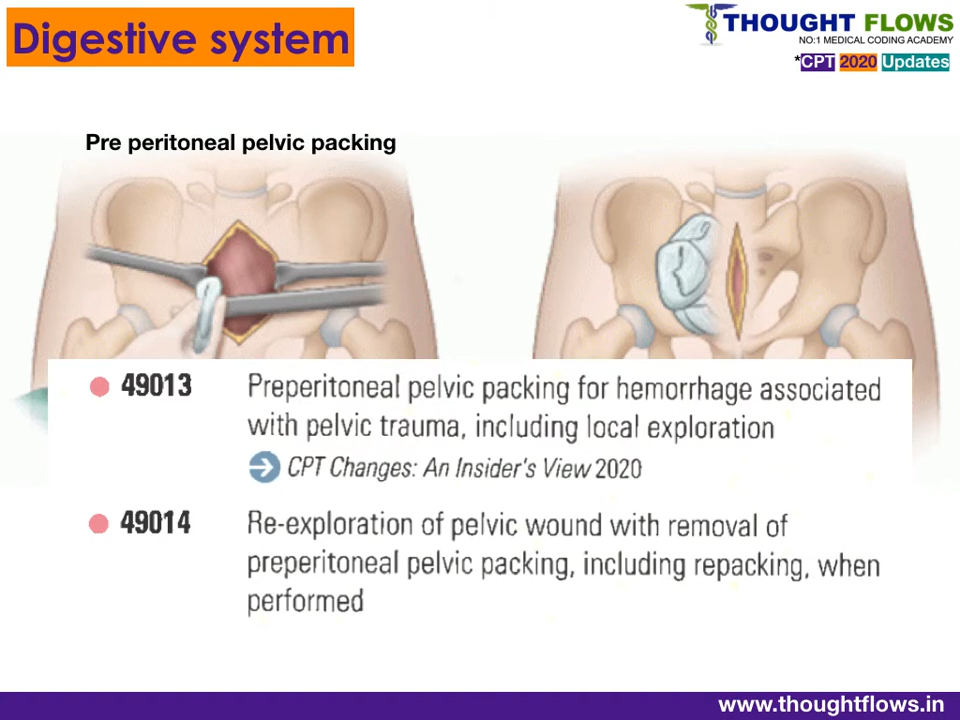 Digestive system
THOUGHT FLOWS
NO:1 MEDICAL CODING ACADEMY
*CPT 2020 Updates
Pre peritoneal pelvic packing
49013 Preperitoneal pelvic packing for hemorrhage associated
with pelvic trauma, including local exploration
CPT Changes: An Insider's View 2020
49014 Re-exploration of pelvic wound with removal of
preperitoneal pelvic packing, including repacking, when
performed
www.thoughtflows.in